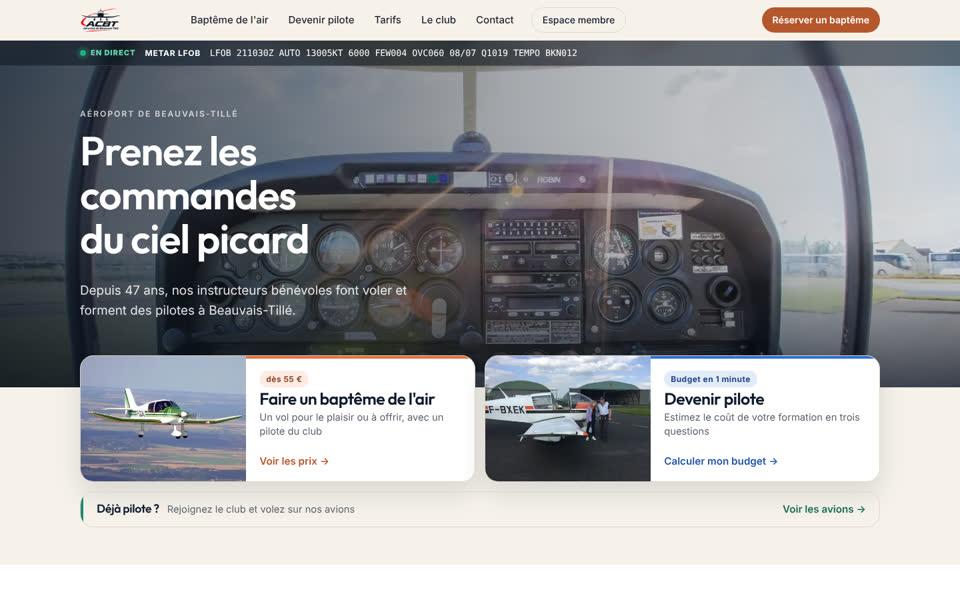 ACBT
Baptême de l'air
Devenir pilote
Tarifs
Le club
Contact
Espace membre
Réserver un baptême
EN DIRECT METAR LFOB LFOB 211030Z AUTO 13005KT 6000 FEW004 OVC060 08/07 Q1019 TEMPO BKN012
AÉROPORT DE BEAUVAIS-TILLÉ
Prenez les
commandes
du ciel picard
ROBIN
Depuis 47 ans, nos instructeurs bénévoles font voler et
forment des pilotes à Beauvais-Tillé.
dès 55 €
Faire un baptême de l'air
Un vol pour le plaisir ou à offrir, avec un
pilote du club
Voir les prix →
F-BXEK
Budget en 1 minute
Devenir pilote
Estimez le coût de votre formation en trois
questions
Calculer mon budget →
Déjà pilote ? Rejoignez le club et volez sur nos avions
Voir les avions →